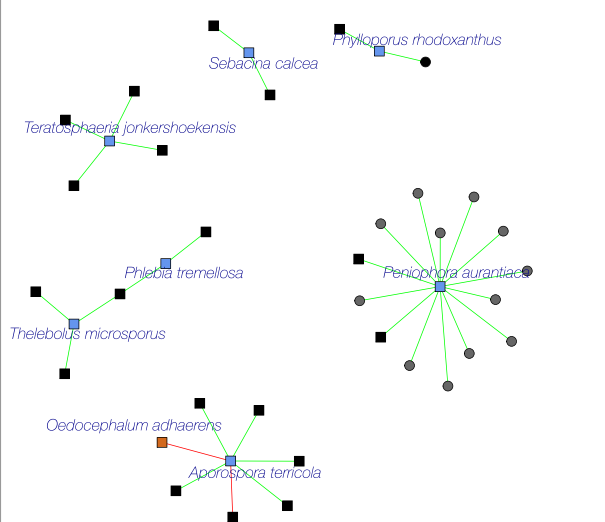 Phylloporus rhodoxanthus
Sebacina calcea
Teratosphaeria jonkershoekensis
Phlebia tremellosa
Peniophora aurantiaca
Thelebolus microsporus
Oedocephalum adhaerens
Aporospora terricola